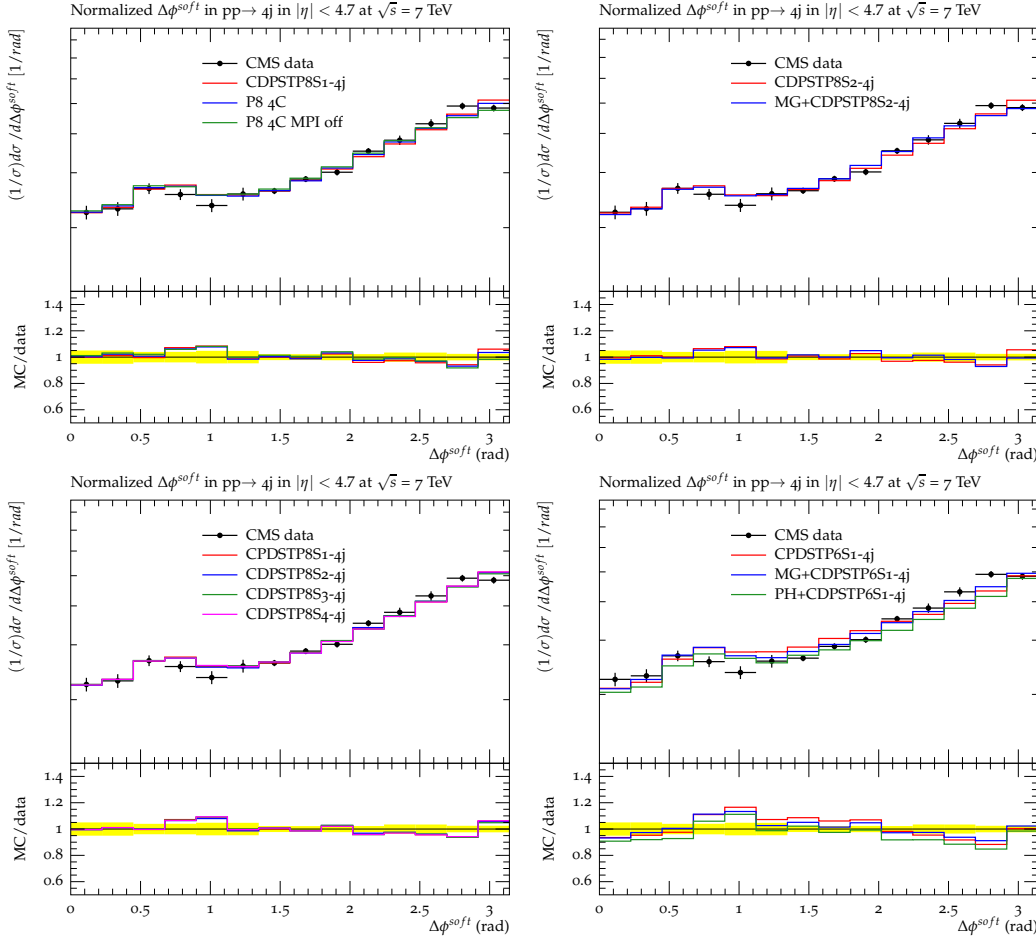 Normalized Δϕ^soft in pp→ 4j in |η| < 4.7 at √s = 7 TeV
(1/σ)dσ/dΔϕ^soft [1/rad]
CMS data
CDPSTP8S1-4j
P8 4C
P8 4C MPI off
MC/data
1.4
1.2
1
0.8
0.6
0 0.5 1 1.5 2 2.5 3
Δϕ^soft (rad)
Normalized Δϕ^soft in pp→ 4j in |η| < 4.7 at √s = 7 TeV
(1/σ)dσ/dΔϕ^soft [1/rad]
CMS data
CDPSTP8S2-4j
MG+CDPSTP8S2-4j
MC/data
1.4
1.2
1
0.8
0.6
0 0.5 1 1.5 2 2.5 3
Δϕ^soft (rad)
Normalized Δϕ^soft in pp→ 4j in |η| < 4.7 at √s = 7 TeV
(1/σ)dσ/dΔϕ^soft [1/rad]
CMS data
CPDSTP8S1-4j
CDPSTP8S2-4j
CDPSTP8S3-4j
CDPSTP8S4-4j
MC/data
1.4
1.2
1
0.8
0.6
0 0.5 1 1.5 2 2.5 3
Δϕ^soft (rad)
Normalized Δϕ^soft in pp→ 4j in |η| < 4.7 at √s = 7 TeV
(1/σ)dσ/dΔϕ^soft [1/rad]
CMS data
CPDSTP6S1-4j
MG+CDPSTP6S1-4j
PH+CDPSTP6S1-4j
MC/data
1.4
1.2
1
0.8
0.6
0 0.5 1 1.5 2 2.5 3
Δϕ^soft (rad)